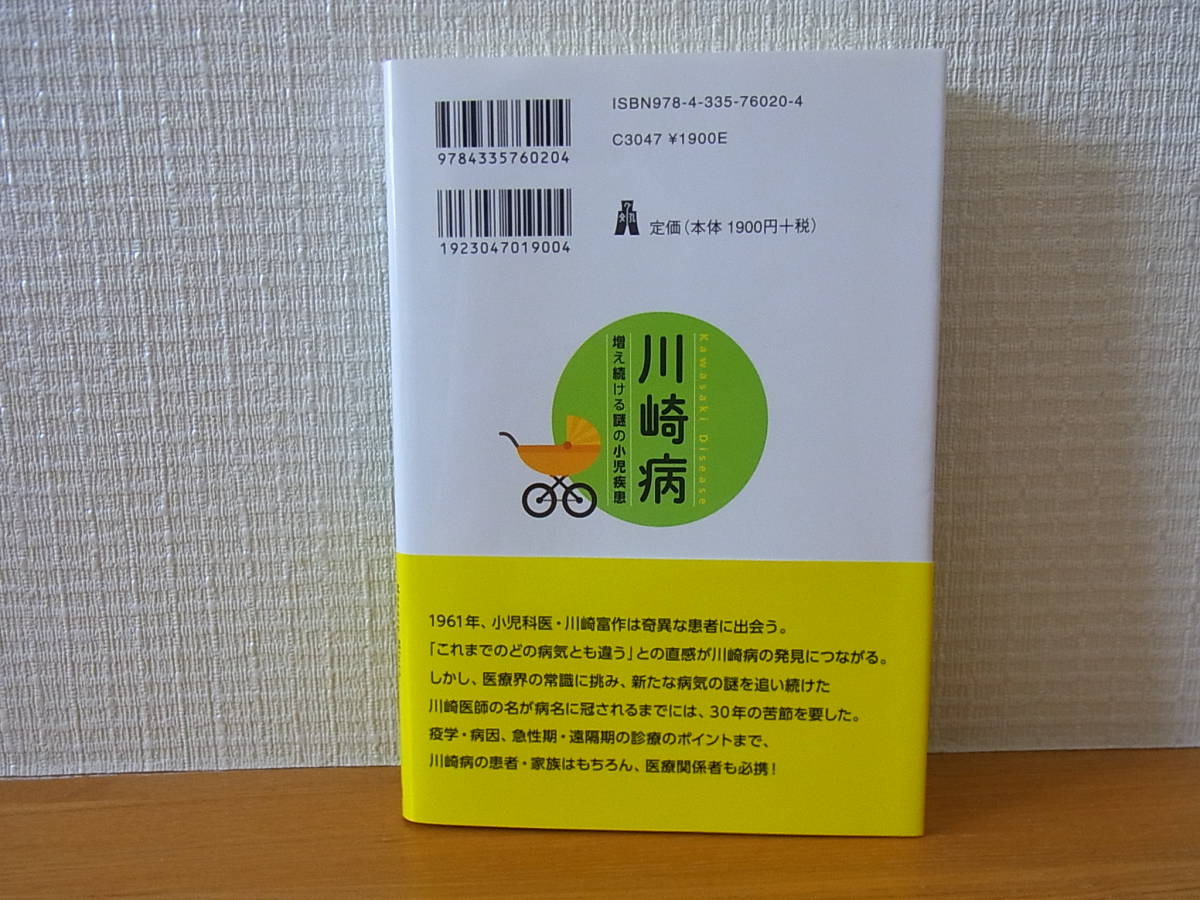 ISBN978-4-335-76020-4
C3047 ¥1900E
9784335760204
1923047019004
定価（本体 1900円＋税）
Kawasaki Disease
川崎病
増え続ける謎の小児疾患
1961年、小児科医・川崎富作は奇異な患者に出会う。
「これまでのどの病気とも違う」との直感が川崎病の発見につながる。
しかし、医療界の常識に挑み、新たな病気の謎を追い続けた
川崎医師の名が病名に冠されるまでには、30年の苦節を要した。
疫学・病因、急性期・遠隔期の診療のポイントまで、
川崎病の患者・家族はもちろん、医療関係者も必携！